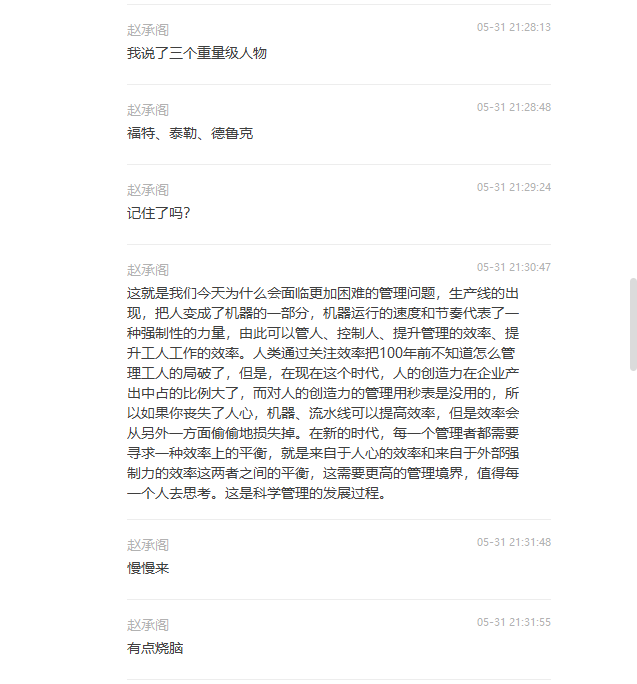 赵承阁
05-31 21:28:13
我说了三个重量级人物
赵承阁
05-31 21:28:48
福特、泰勒、德鲁克
赵承阁
05-31 21:29:24
记住了吗？
赵承阁
05-31 21:30:47
这就是我们今天为什么会面临更加困难的管理问题，生产线的出
现，把人变成了机器的一部分，机器运行的速度和节奏代表了一
种强制性的力量，由此可以管人、控制人、提升管理的效率、提
升工人工作的效率。人类通过关注效率把100年前不知道怎么管
理工人的局破了，但是，在现在这个时代，人的创造力在企业产
出中占的比例大了，而对人的创造力的管理用秒表是没用的，所
以如果你丧失了人心，机器、流水线可以提高效率，但是效率会
从另外一方面偷偷地损失掉。在新的时代，每一个管理者都需要
寻求一种效率上的平衡，就是来自于人心的效率和来自于外部强
制力的效率这两者之间的平衡，这需要更高的管理境界，值得每
一个人去思考。这是科学管理的发展过程。
赵承阁
05-31 21:31:48
慢慢来
赵承阁
05-31 21:31:55
有点烧脑